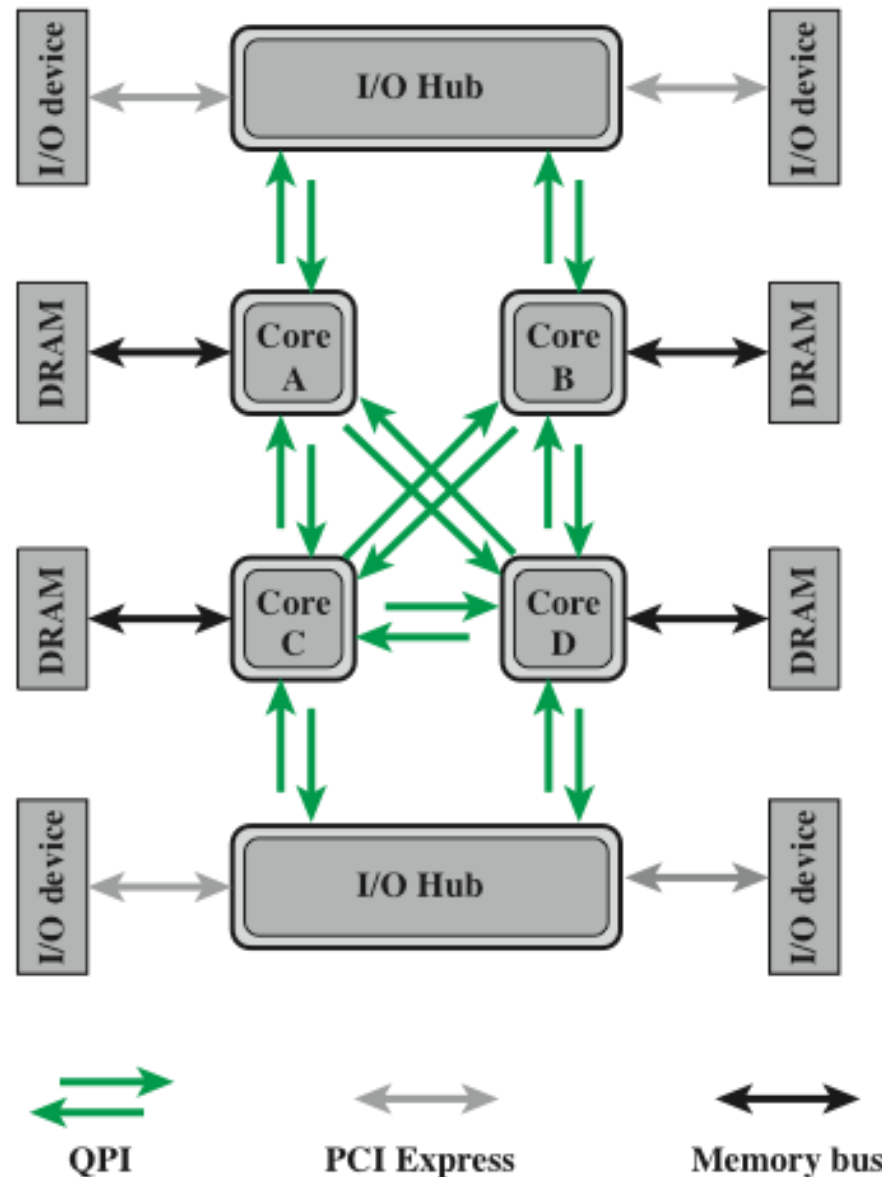 I/O device
I/O Hub
I/O device
DRAM
Core
A
Core
B
DRAM
DRAM
Core
C
Core
D
DRAM
I/O device
I/O Hub
I/O device
QPI
PCI Express
Memory bus